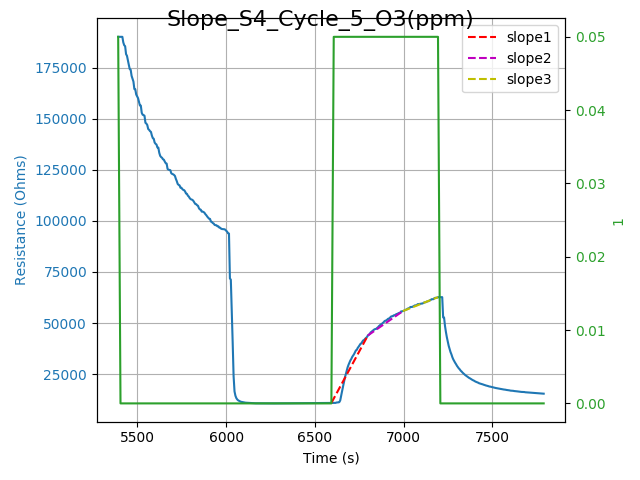 Slope_S4_Cycle_5_O3(ppm)
slope1
slope2
slope3
175000
150000
125000
100000
75000
50000
25000
Resistance (Ohms)
0.05
0.04
0.03
0.02
0.01
0.00
1
5500 6000 6500 7000 7500
Time (s)